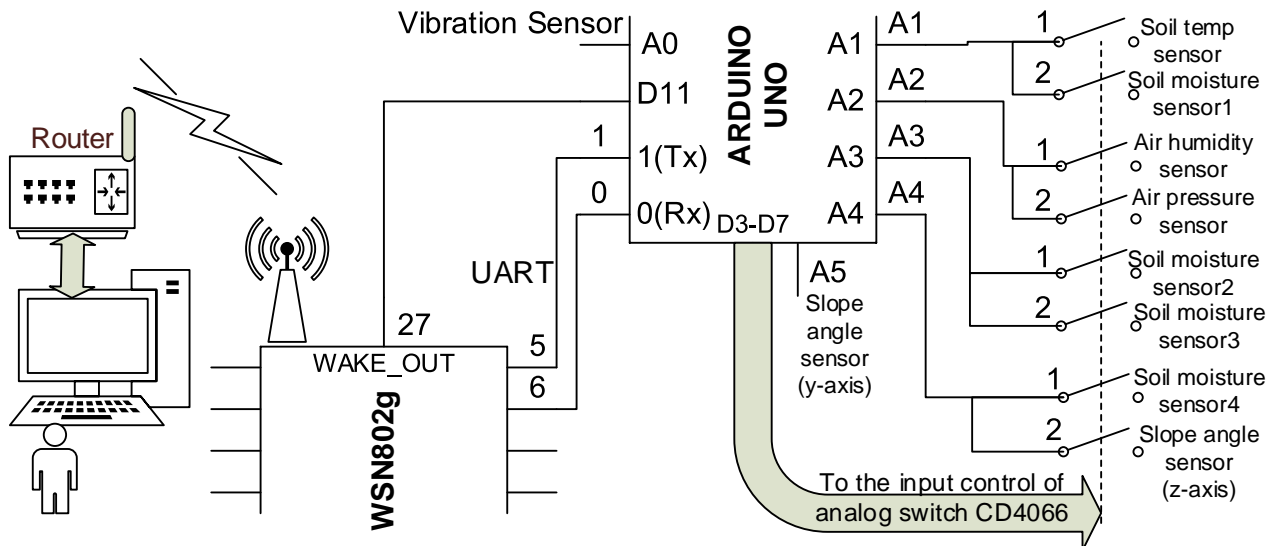 Vibration Sensor
A0
D11
1
1(Tx)
0
0(Rx)
D3-D7
ARDUINO
UNO
A1
A1
A2
A2
A3
A3
A4
A4
A5
Slope
angle
sensor
(y-axis)
1
Soil temp
sensor
2
Soil moisture
sensor1
1
Air humidity
sensor
2
Air pressure
sensor
1
Soil moisture
sensor2
2
Soil moisture
sensor3
1
Soil moisture
sensor4
2
Slope angle
sensor
(z-axis)
Router
UART
27
5
6
WAKE_OUT
WSN802g
To the input control of
analog switch CD4066